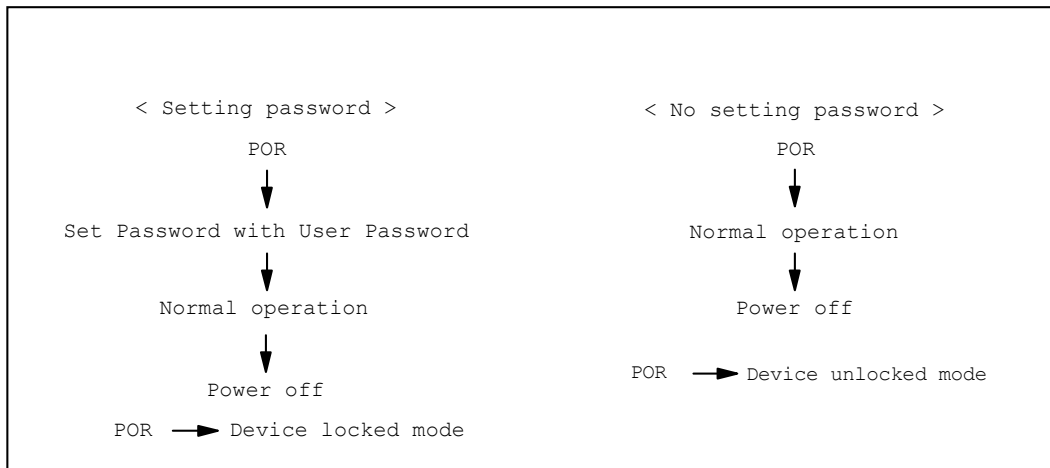 < Setting password >
POR
Set Password with User Password
Normal operation
Power off
POR Device locked mode
< No setting password >
POR
Normal operation
Power off
POR Device unlocked mode